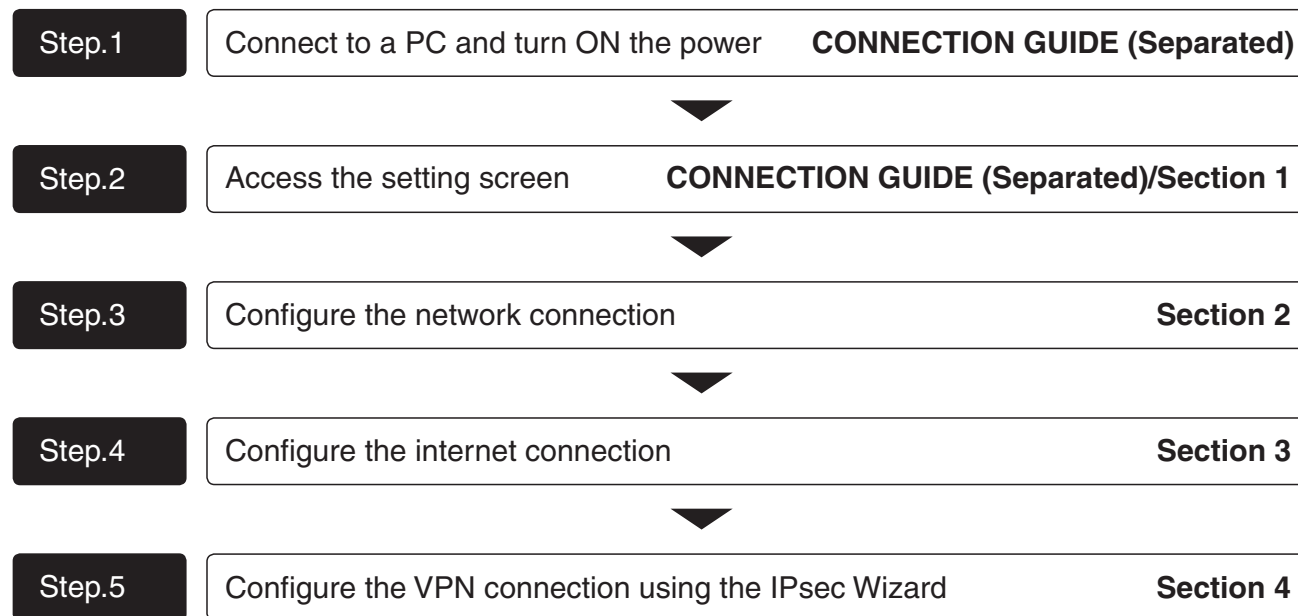 Step.1 Connect to a PC and turn ON the power CONNECTION GUIDE (Separated)
Step.2 Access the setting screen CONNECTION GUIDE (Separated)/Section 1
Step.3 Configure the network connection Section 2
Step.4 Configure the internet connection Section 3
Step.5 Configure the VPN connection using the IPsec Wizard Section 4